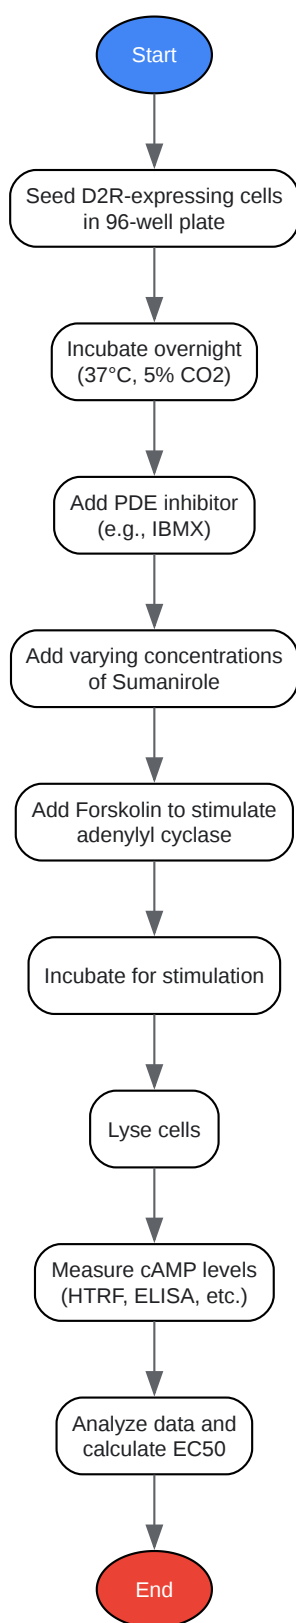 Start
Seed D2R-expressing cells
in 96-well plate
Incubate overnight
(37°C, 5% CO2)
Add PDE inhibitor
(e.g., IBMX)
Add varying concentrations
of Sumanirole
Add Forskolin to stimulate
adenylyl cyclase
Incubate for stimulation
Lyse cells
Measure cAMP levels
(HTRF, ELISA, etc.)
Analyze data and
calculate EC50
End